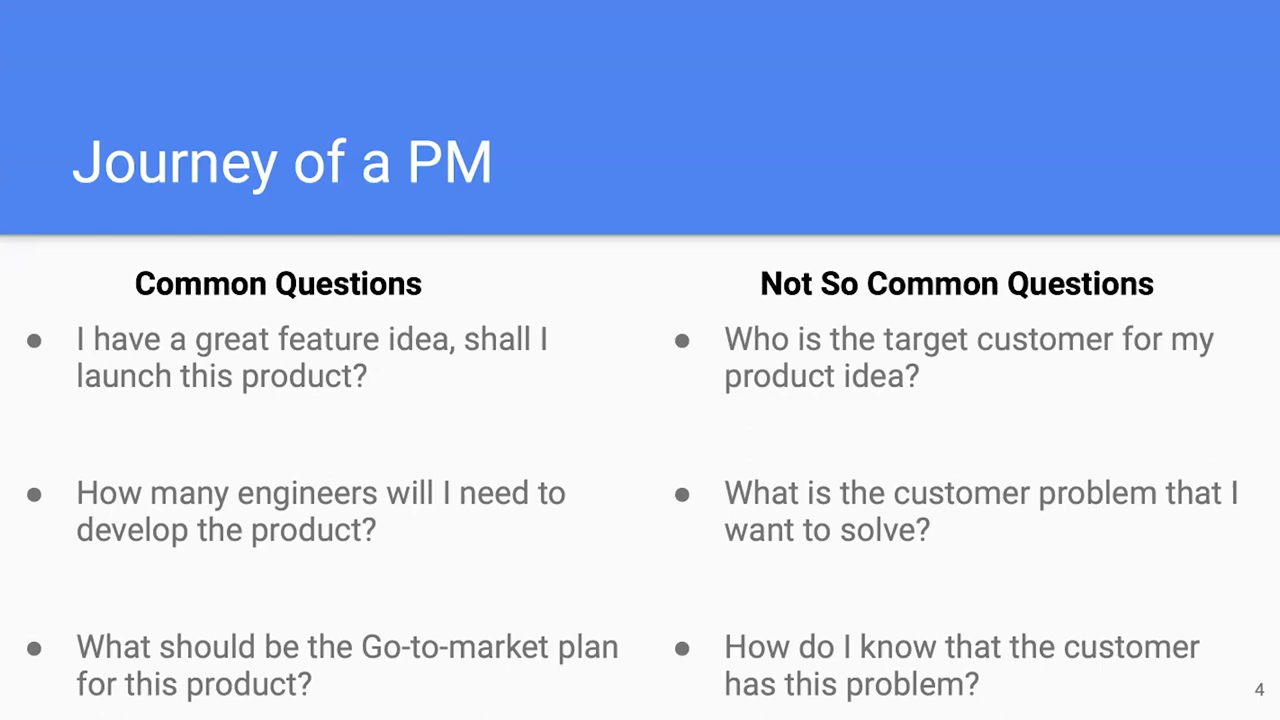 Journey of a PM
Common Questions
● I have a great feature idea, shall I
launch this product?
● How many engineers will I need to
develop the product?
● What should be the Go-to-market plan
for this product?
Not So Common Questions
● Who is the target customer for my
product idea?
● What is the customer problem that I
want to solve?
● How do I know that the customer
has this problem?
4